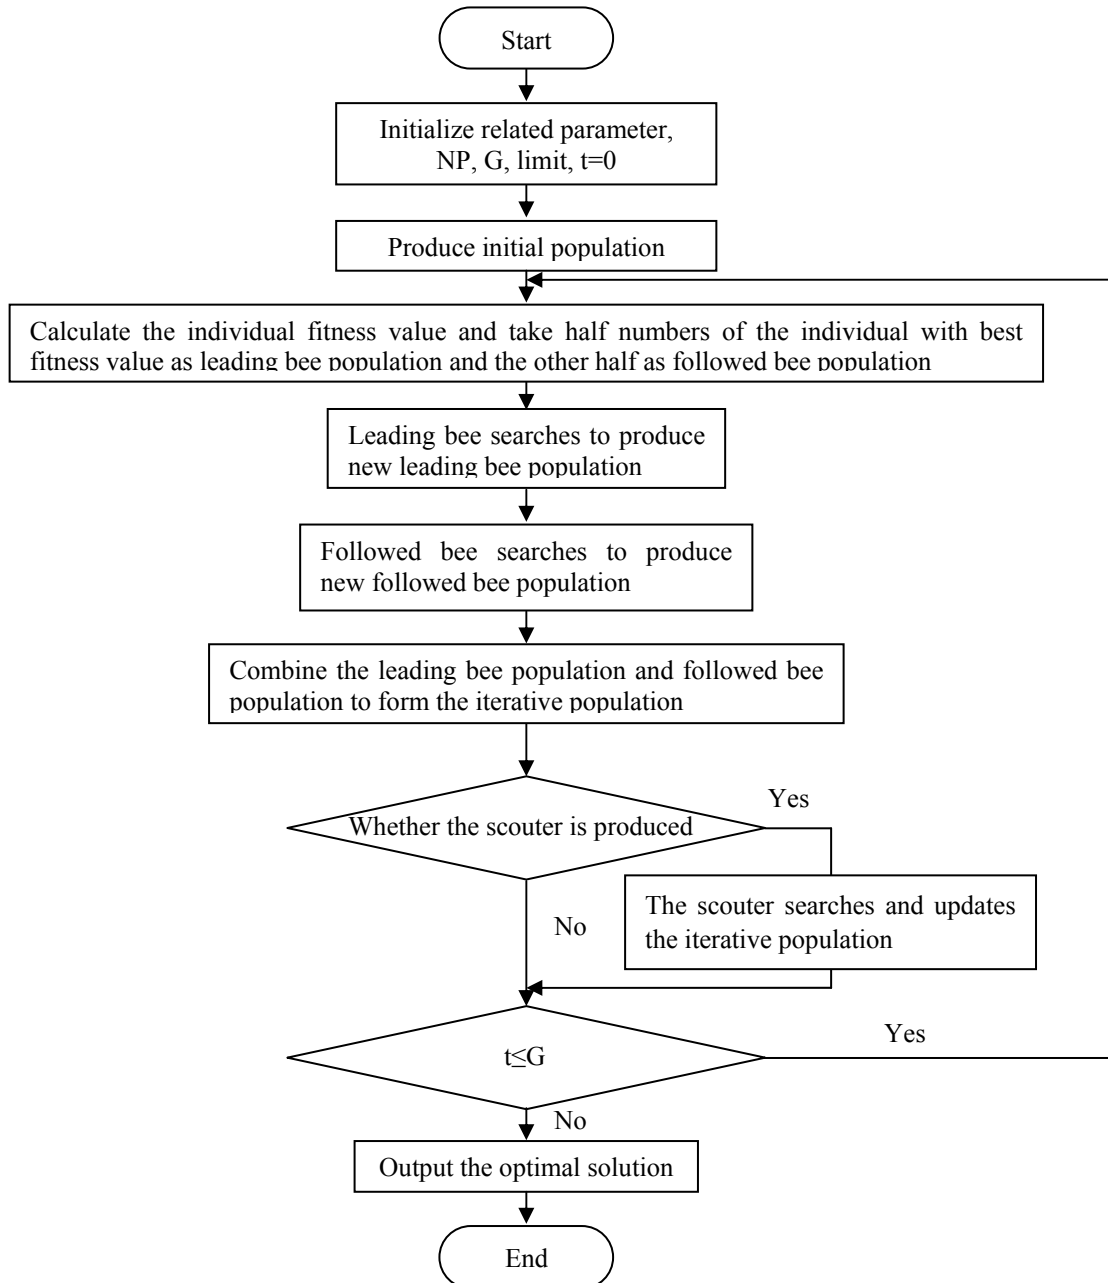 Start
Initialize related parameter,
NP, G, limit, t=0
Produce initial population
Calculate the individual fitness value and take half numbers of the individual with best
fitness value as leading bee population and the other half as followed bee population
Leading bee searches to produce
new leading bee population
Followed bee searches to produce
new followed bee population
Combine the leading bee population and followed bee
population to form the iterative population
Yes
Whether the scouter is produced
The scouter searches and updates
the iterative population
No
Yes
t≤G
No
Output the optimal solution
End